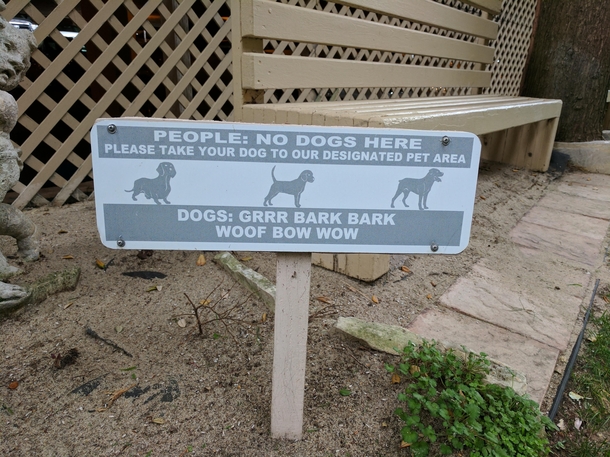 PEOPLE: NO DOGS HERE
PLEASE TAKE YOUR DOG TO OUR DESIGNATED PET AREA
DOGS: GRRR BARK BARK
WOOF BOW WOW